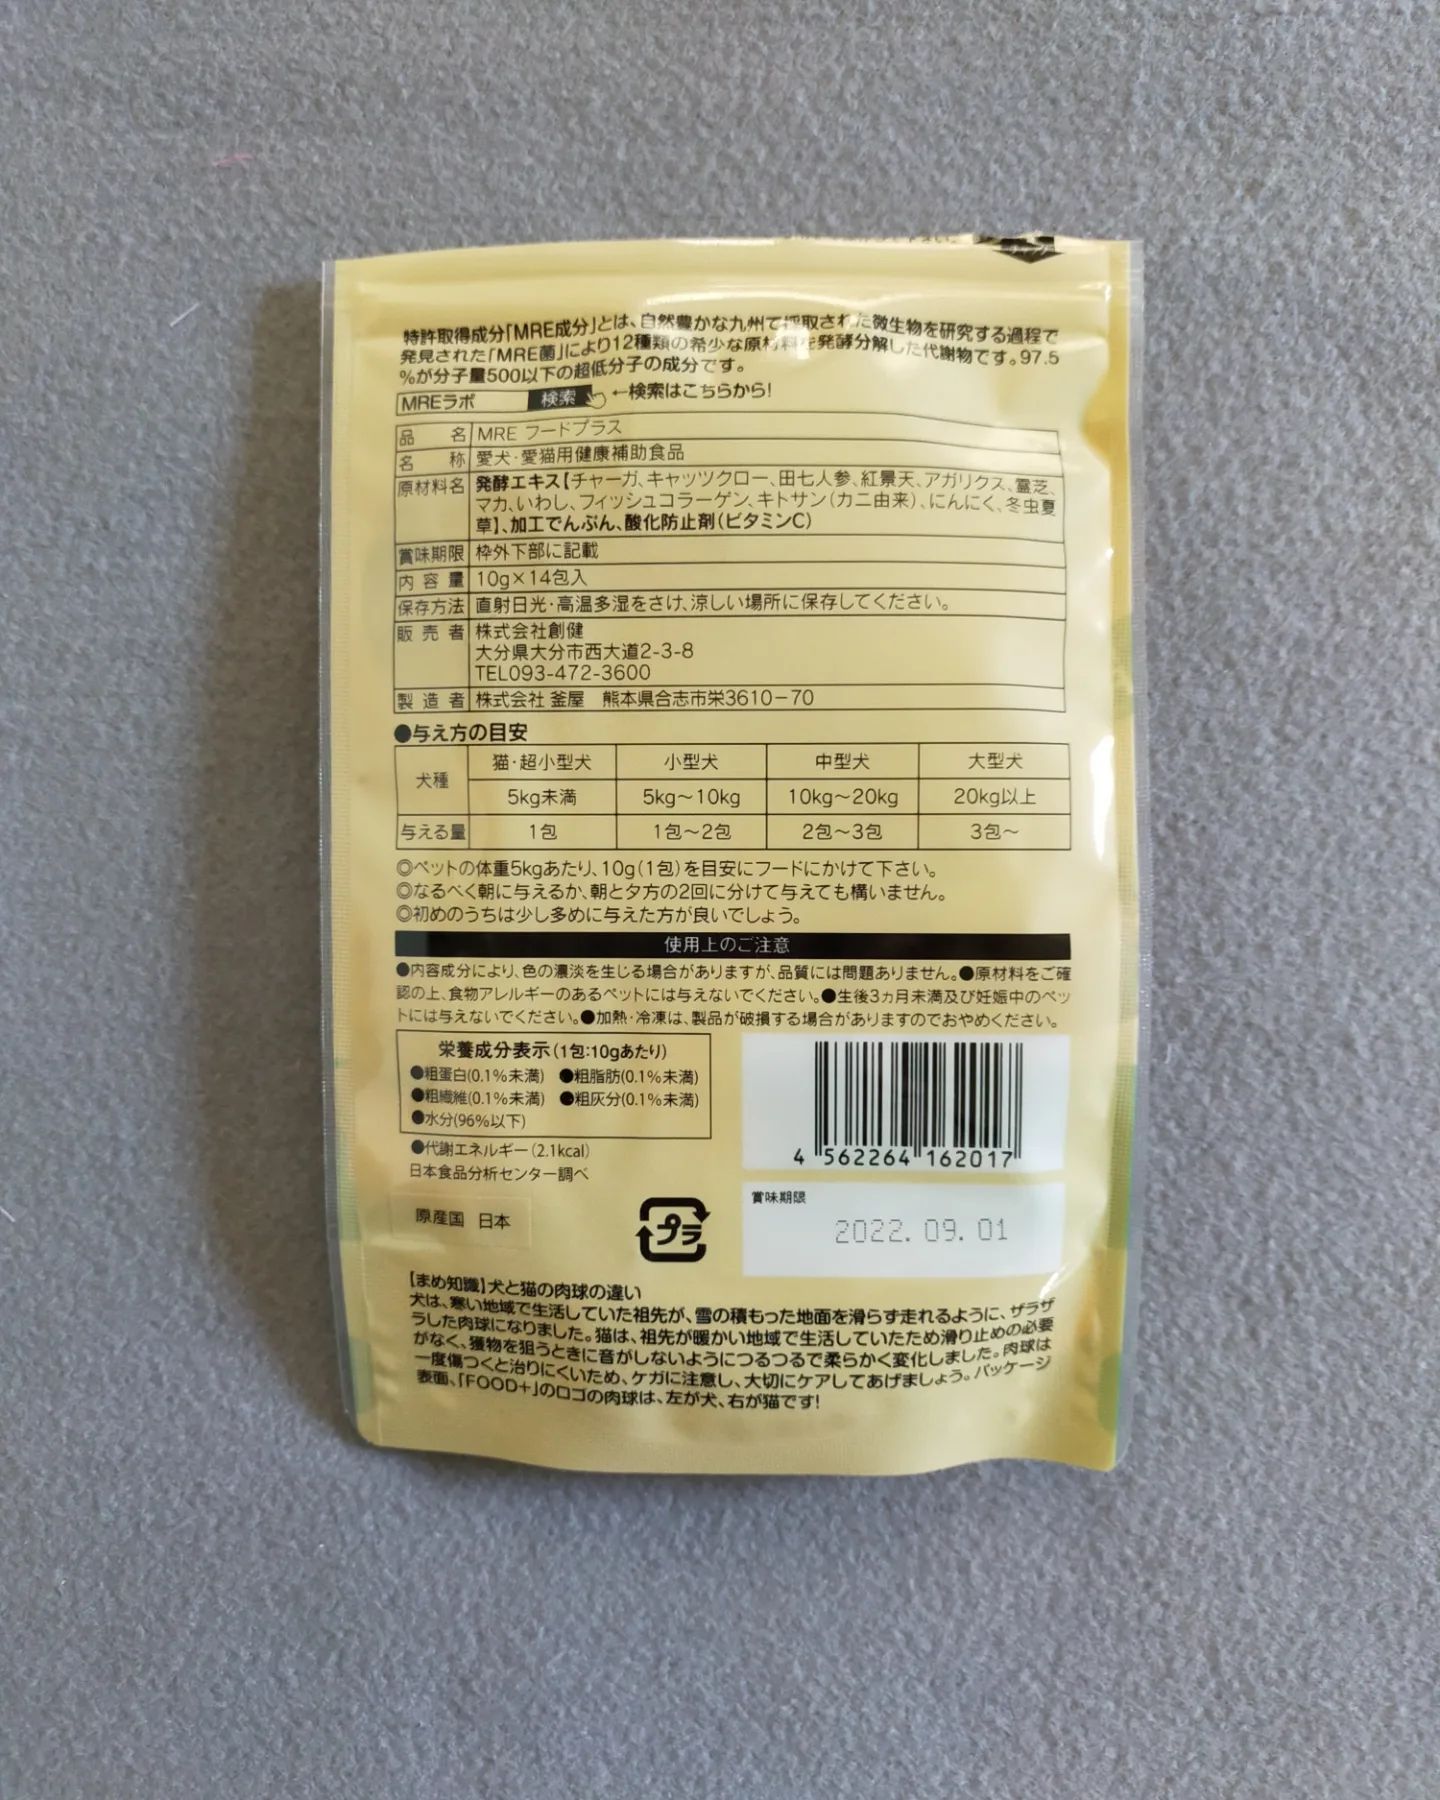 特許取得成分「MRE成分」とは、自然豊かな九州で採取された微生物を研究する過程で
発見された「MRE菌」により12種類の希少な原材料を発酵分解した代謝物です。97.5
%が分子量500以下の超低分子の成分です。
MREラボ 検索 ←検索はこちらから!
品名 MRE フードプラス
名称 愛犬・愛猫用健康補助食品
原材料名 発酵エキス【チャーガ、キャッツクロー、田七人参、紅景天、アガリクス、霊芝、
マカ、いわし、フィッシュコラーゲン、キトサン(カニ由来)、にんにく、冬虫夏
草】、加工でんぷん、酸化防止剤(ビタミンC)
賞味期限 枠外下部に記載
内容量 10g×14包入
保存方法 直射日光・高温多湿をさけ、涼しい場所に保存してください。
販売者 株式会社創健
大分県大分市西大道2-3-8
TEL093-472-3600
製造者 株式会社 釜屋 熊本県合志市栄3610-70
●与え方の目安
犬種 猫・超小型犬 小型犬 中型犬 大型犬
5kg未満 5kg〜10kg 10kg〜20kg 20kg以上
与える量 1包 1包〜2包 2包〜3包 3包〜
◎ペットの体重5kgあたり、10g(1包)を目安にフードにかけて下さい。
◎なるべく朝に与えるか、朝と夕方の2回に分けて与えても構いません。
◎初めのうちは少し多めに与えた方が良いでしょう。
使用上のご注意
●内容成分により、色の濃淡を生じる場合がありますが、品質には問題ありません。●原材料をご確
認の上、食物アレルギーのあるペットには与えないでください。●生後3ヵ月未満及び妊娠中のペッ
トには与えないでください。●加熱・冷凍は、製品が破損する場合がありますのでおやめください。
栄養成分表示(1包:10gあたり)
●粗蛋白(0.1%未満) ●粗脂肪(0.1%未満)
●粗繊維(0.1%未満) ●粗灰分(0.1%未満)
●水分(96%以下)
●代謝エネルギー(2.1kcal)
日本食品分析センター調べ
4 562264 162017
賞味期限
2022.09.01
原産国 日本
プラ
【まめ知識】犬と猫の肉球の違い
犬は、寒い地域で生活していた祖先が、雪の積もった地面を滑らず走れるように、ザラザ
ラした肉球になりました。猫は、祖先が暖かい地域で生活していたため滑り止めの必要
がなく、獲物を狙うときに音がしないようにつるつるで柔らかく変化しました。肉球は
一度傷つくと治りにくいため、ケガに注意し、大切にケアしてあげましょう。パッケージ
表面、「FOOD+」のロゴの肉球は、左が犬、右が猫です!